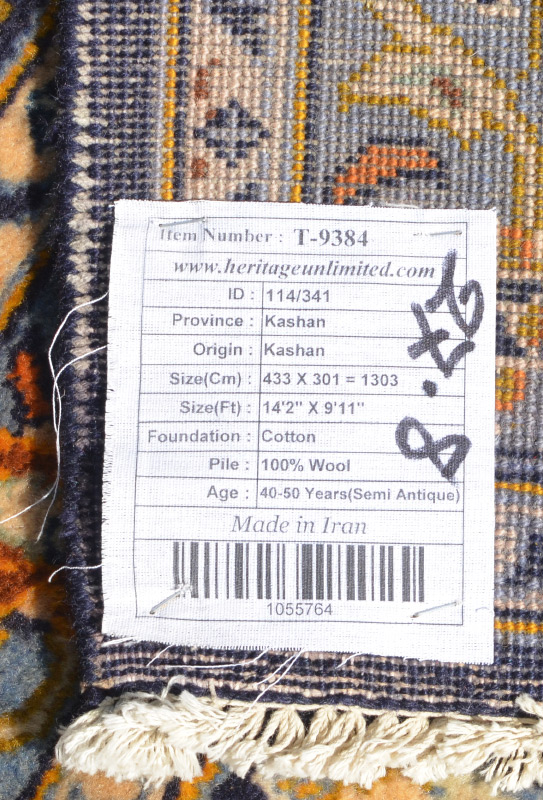 Item Number : T-9384
www.heritageunlimited.com
ID : 114/341
Province : Kashan
Origin : Kashan
Size(Cm) : 433 X 301 = 1303
Size(Ft) : 14'2" X 9'11"
Foundation : Cotton
Pile : 100% Wool
Age : 40-50 Years(Semi Antique)
Made in Iran
1055764